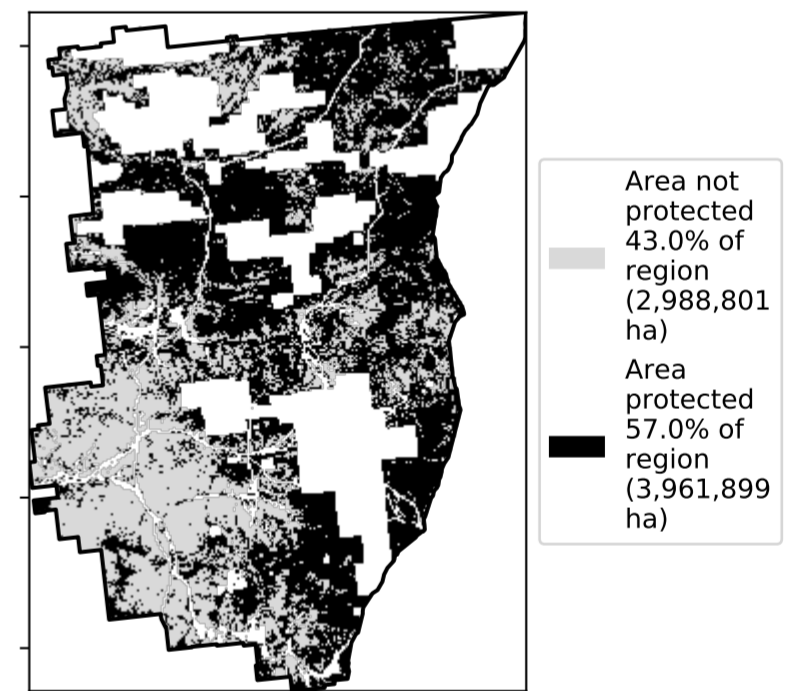 Area not
protected
43.0% of
region
(2,988,801
ha)
Area
protected
57.0% of
region
(3,961,899
ha)